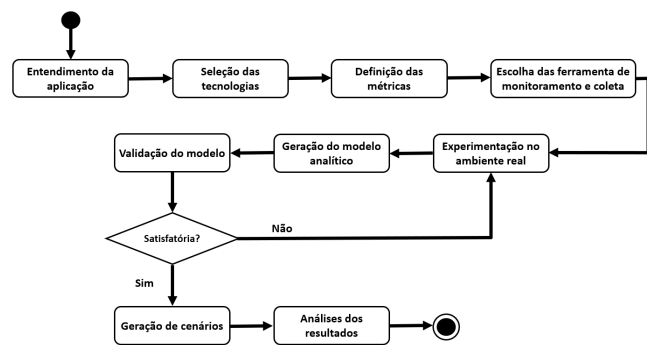 Entendimento da
aplicação
Seleção das
tecnologias
Definição das
métricas
Escolha das ferramenta de
monitoramento e coleta
Validação do modelo
Geração do modelo
analítico
Experimentação no
ambiente real
Satisfatória?
Não
Sim
Geração de cenários
Análises dos
resultados